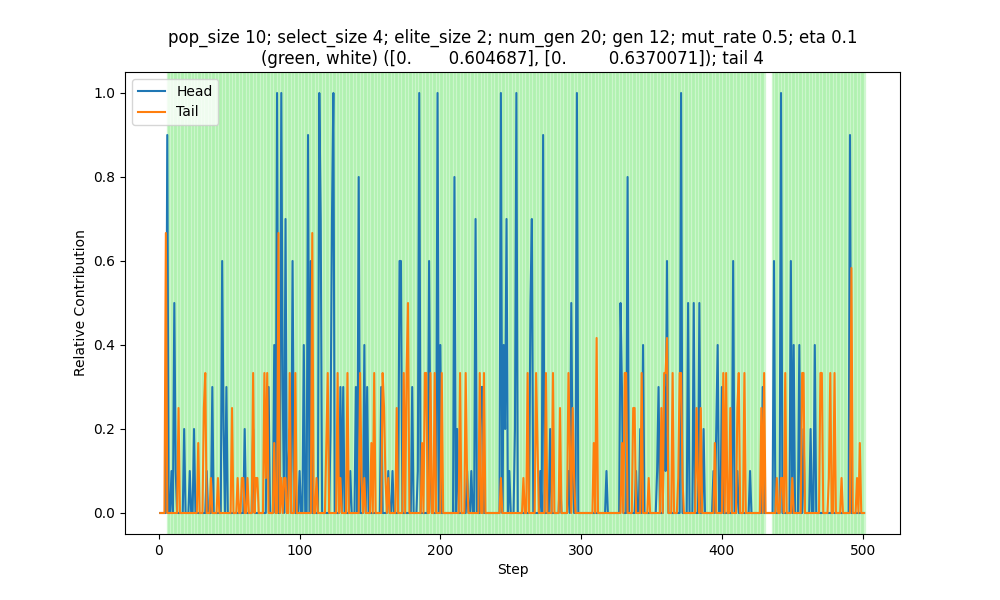 pop_size 10; select_size 4; elite_size 2; num_gen 20; gen 12; mut_rate 0.5; eta 0.1
(green, white) ([0. 0.604687], [0. 0.6370071]); tail 4
Head
Tail
1.0
0.8
0.6
0.4
0.2
0.0
Relative Contribution
0 100 200 300 400 500
Step